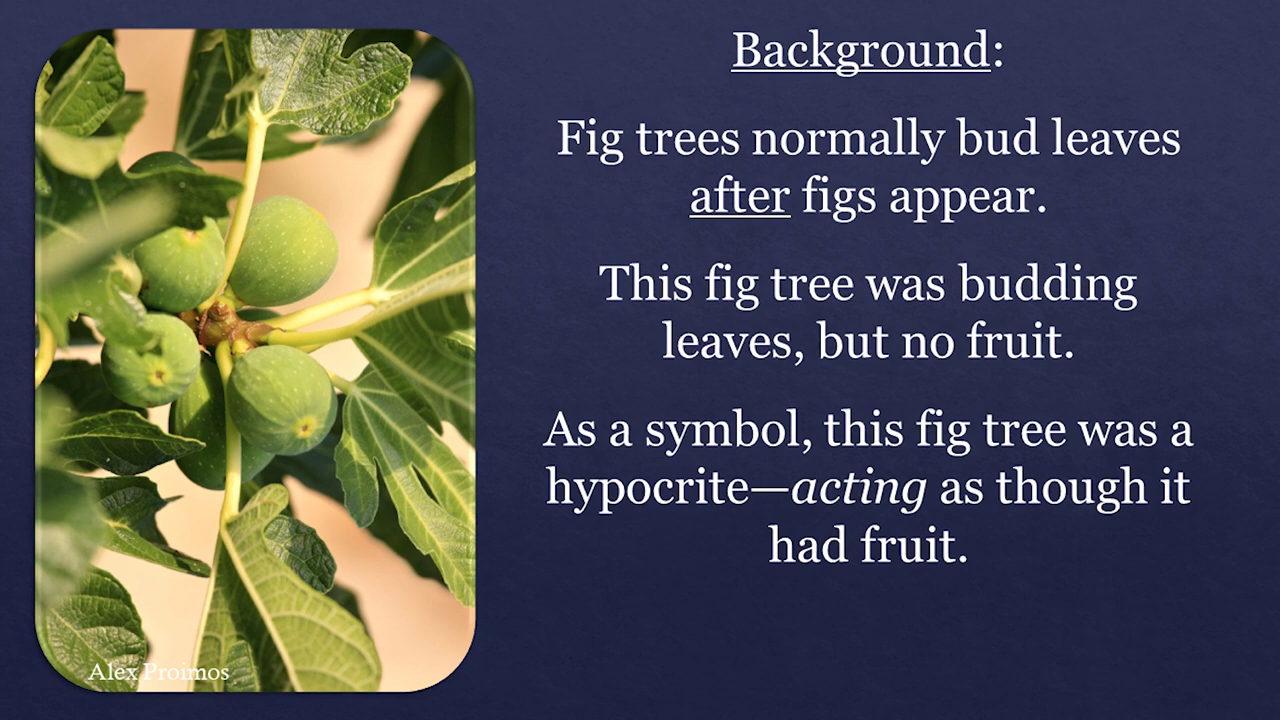 Background:
Fig trees normally bud leaves
after figs appear.
This fig tree was budding
leaves, but no fruit.
As a symbol, this fig tree was a
hypocrite—acting as though it
had fruit.
Alex Proimos